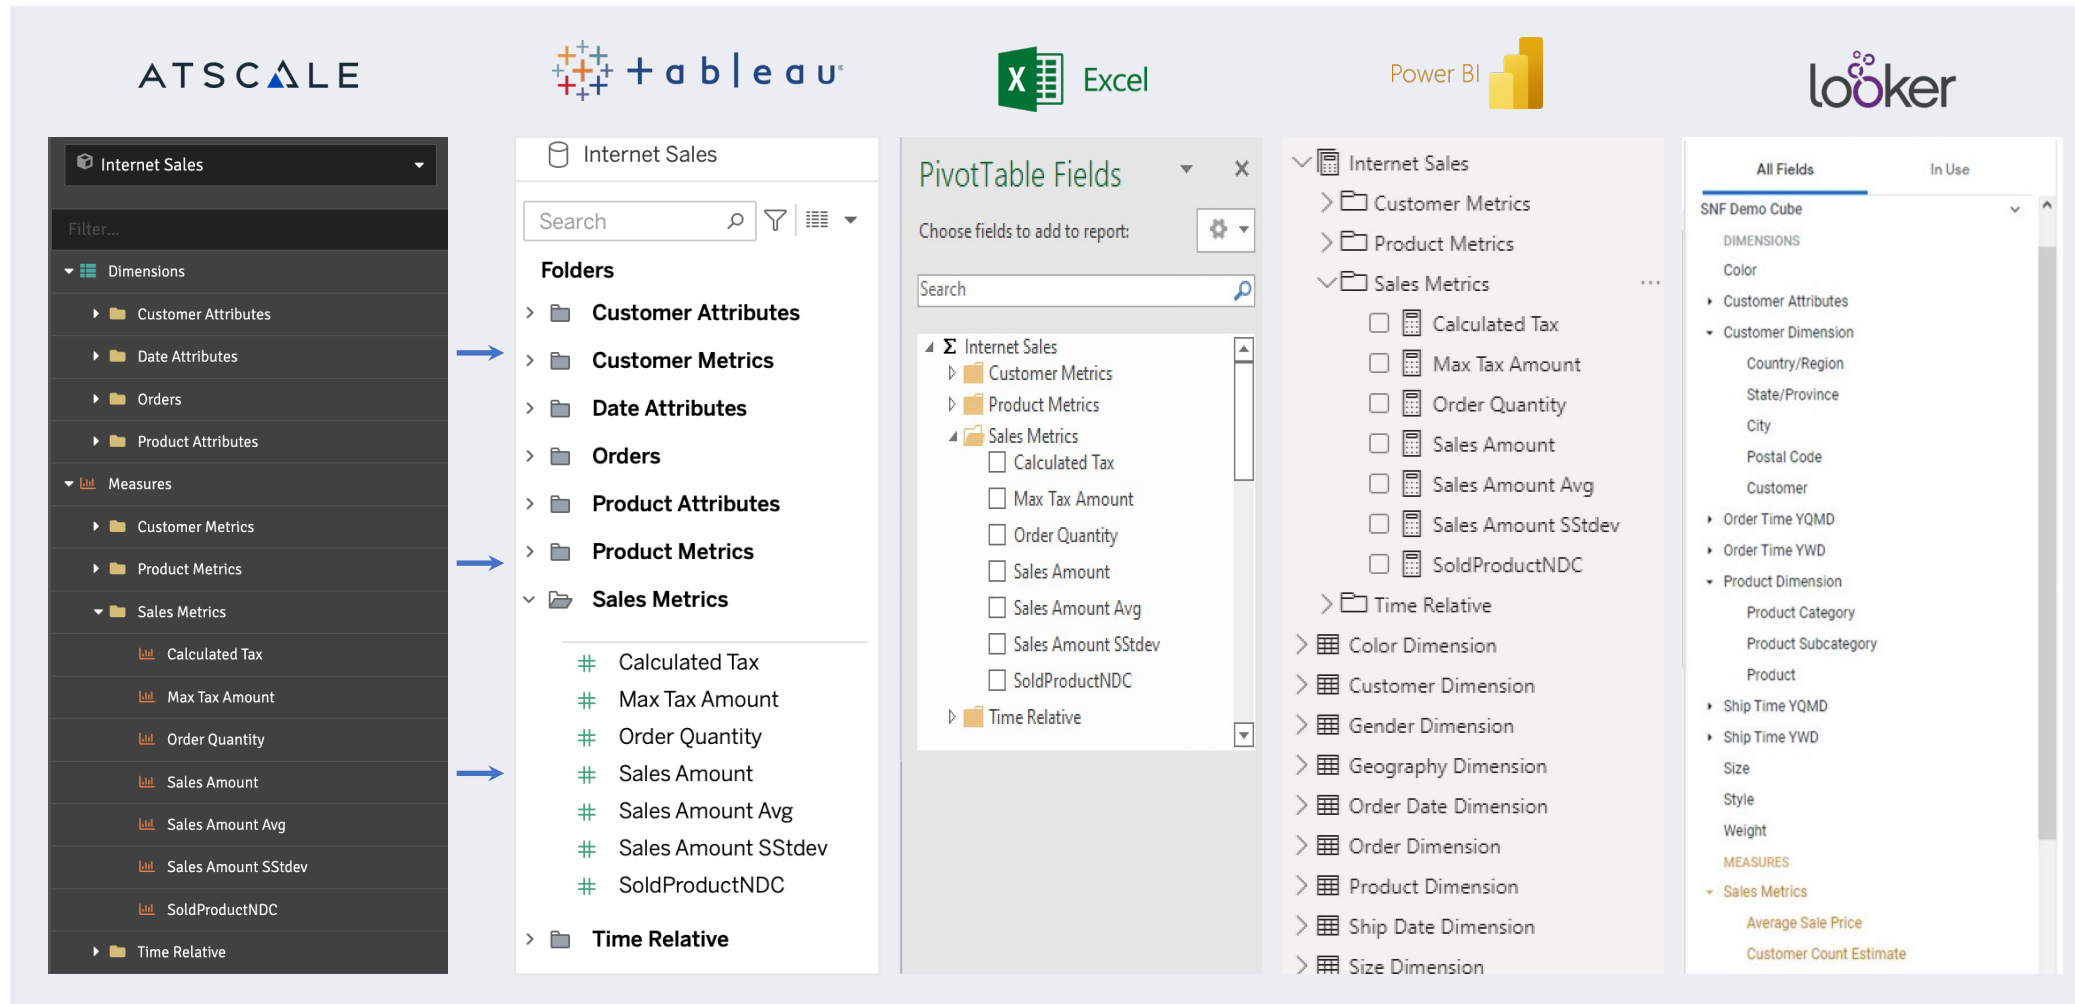 ATSCALE
Internet Sales
Filter...
Dimensions
Customer Attributes
Date Attributes
Orders
Product Attributes
Measures
Customer Metrics
Product Metrics
Sales Metrics
Calculated Tax
Max Tax Amount
Order Quantity
Sales Amount
Sales Amount Avg
Sales Amount SStdev
SoldProductNDC
Time Relative
+ableau
Internet Sales
Search
Folders
Customer Attributes
Customer Metrics
Date Attributes
Orders
Product Attributes
Product Metrics
Sales Metrics
Calculated Tax
Max Tax Amount
Order Quantity
Sales Amount
Sales Amount Avg
Sales Amount SStdev
SoldProductNDC
Time Relative
X Excel
PivotTable Fields
Choose fields to add to report:
Search
Σ Internet Sales
Customer Metrics
Product Metrics
Sales Metrics
Calculated Tax
Max Tax Amount
Order Quantity
Sales Amount
Sales Amount Avg
Sales Amount SStdev
SoldProductNDC
Time Relative
Power BI
Internet Sales
Customer Metrics
Product Metrics
Sales Metrics
Calculated Tax
Max Tax Amount
Order Quantity
Sales Amount
Sales Amount Avg
Sales Amount SStdev
SoldProductNDC
Time Relative
Color Dimension
Customer Dimension
Gender Dimension
Geography Dimension
Order Date Dimension
Order Dimension
Product Dimension
Ship Date Dimension
Size Dimension
looker
All Fields In Use
SNF Demo Cube
DIMENSIONS
Color
Customer Attributes
Customer Dimension
Country/Region
State/Province
City
Postal Code
Customer
Order Time YQMD
Order Time YWD
Product Dimension
Product Category
Product Subcategory
Product
Ship Time YQMD
Ship Time YWD
Size
Style
Weight
MEASURES
Sales Metrics
Average Sale Price
Customer Count Estimate